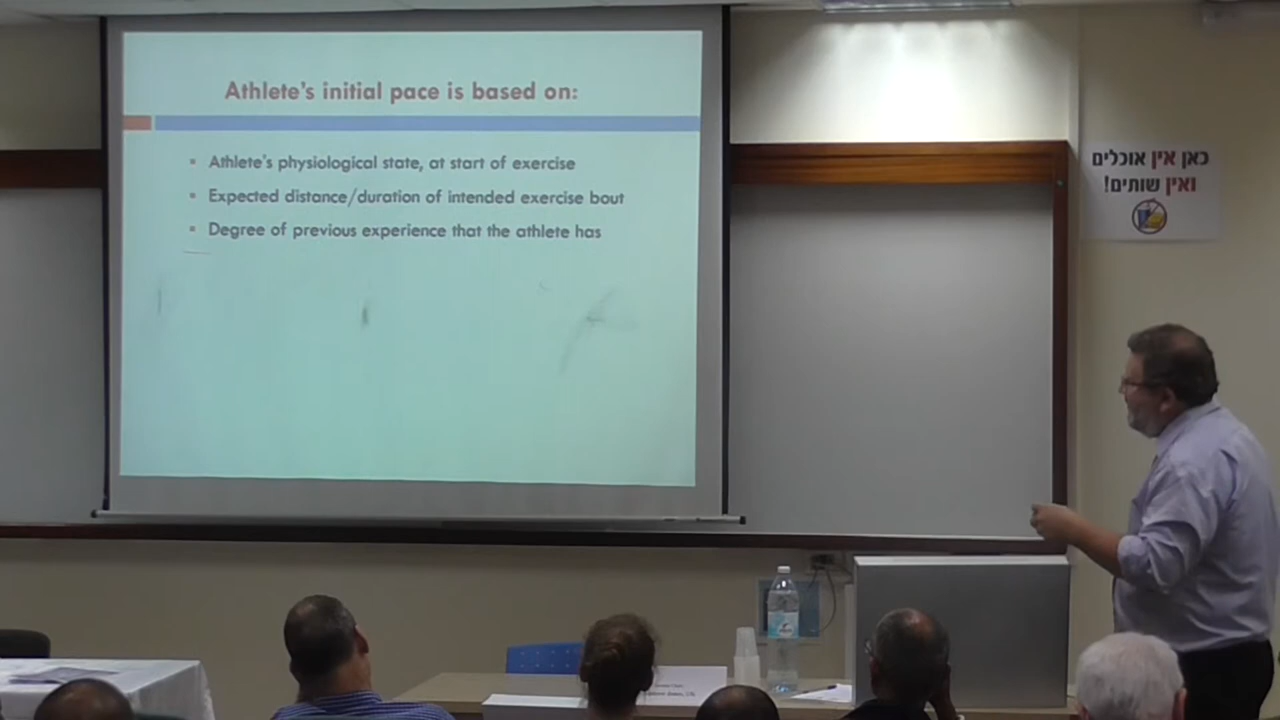 Athlete's initial pace is based on:
Athlete's physiological state, at start of exercise
Expected distance/duration of intended exercise bout
Degree of previous experience that the athlete has
כאן אין אוכלים
ואין שותים!